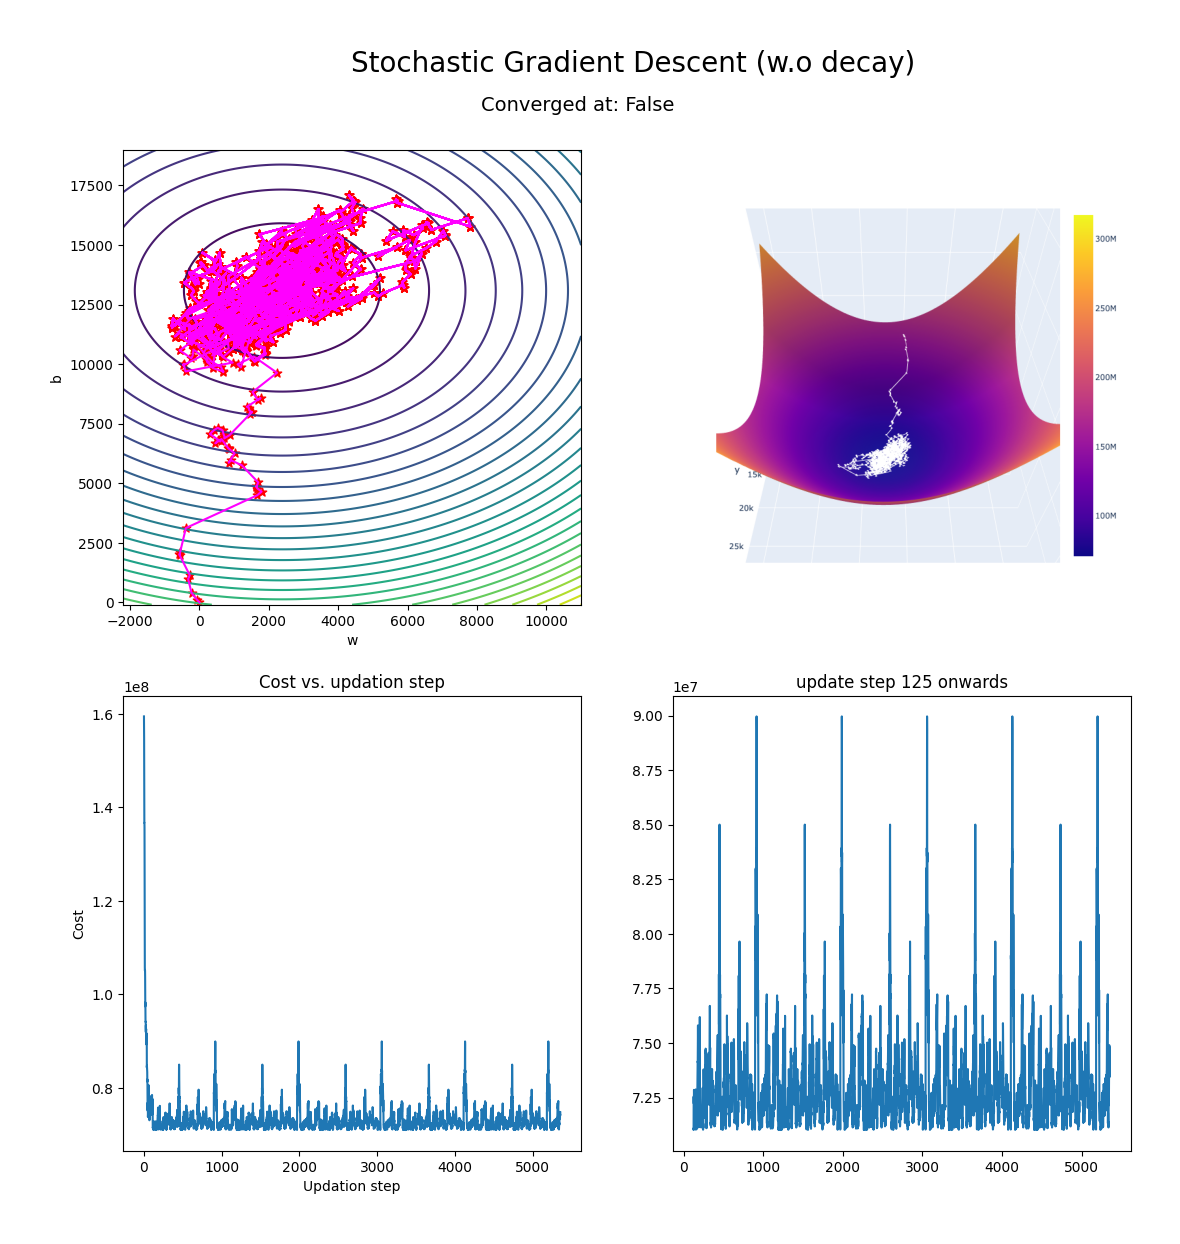 Stochastic Gradient Descent (w.o decay)
Converged at: False
17500
15000
12500
10000
7500
5000
2500
0
b
−2000 0 2000 4000 6000 8000 10000
w
300M
250M
200M
150M
100M
y
15k
20k
25k
Cost vs. updation step
1e8
1.6
1.4
1.2
1.0
0.8
Cost
0 1000 2000 3000 4000 5000
Updation step
update step 125 onwards
1e7
9.00
8.75
8.50
8.25
8.00
7.75
7.50
7.25
0 1000 2000 3000 4000 5000